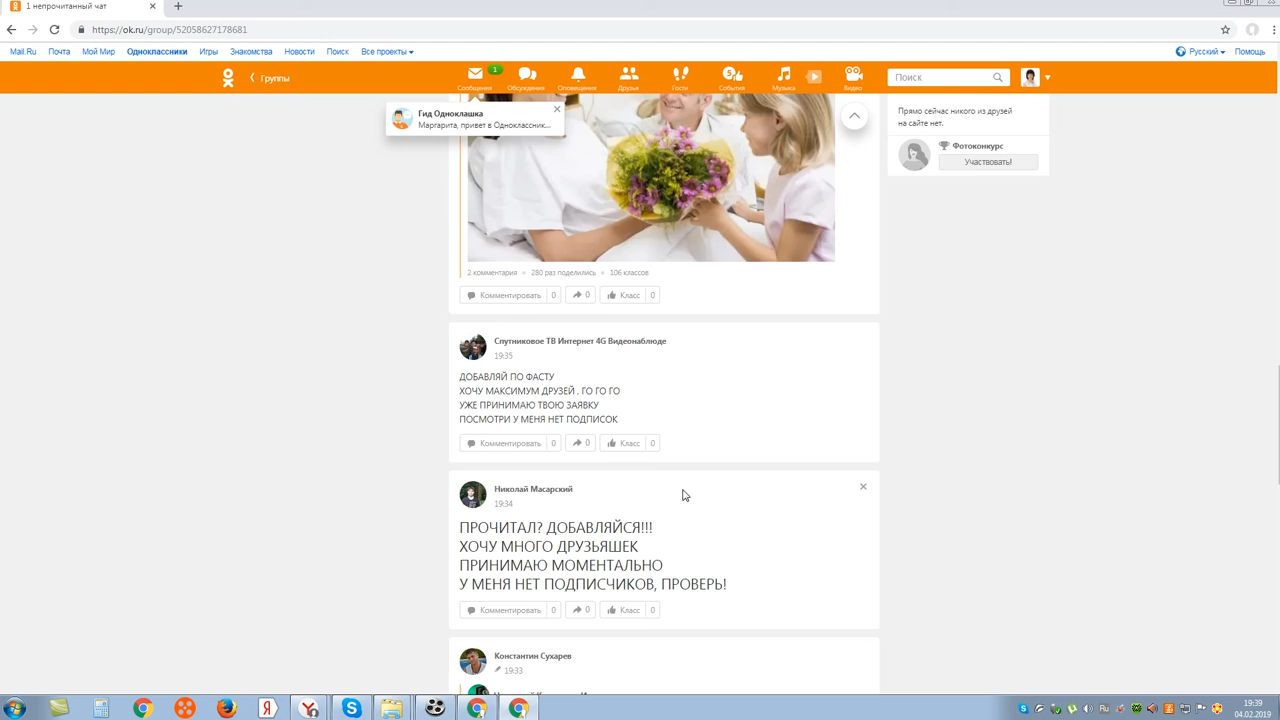 1 непрочитанный чат
https://ok.ru/group/52058627178681
Mail.Ru Почта Мой Мир Одноклассники Игры Знакомства Новости Поиск Все проекты Русский Помощь
Группы Сообщения 1 Обсуждения Оповещения Друзья Гости События 5 Музыка Видео Поиск
Гид Одноклашка
Маргарита, привет в Одноклассник...
Прямо сейчас никого из друзей
на сайте нет.
Фотоконкурс
Участвовать!
2 комментария 280 раз поделились 106 классов
Комментировать 0 0 Класс 0
Спутниковое ТВ Интернет 4G Видеонаблюде
19:35
ДОБАВЛЯЙ ПО ФАСТУ
ХОЧУ МАКСИМУМ ДРУЗЕЙ , ГО ГО ГО
УЖЕ ПРИНИМАЮ ТВОЮ ЗАЯВКУ
ПОСМОТРИ У МЕНЯ НЕТ ПОДПИСОК
Комментировать 0 0 Класс 0
Николай Масарский
19:34
ПРОЧИТАЛ? ДОБАВЛЯЙСЯ!!!
ХОЧУ МНОГО ДРУЗЬЯШЕК
ПРИНИМАЮ МОМЕНТАЛЬНО
У МЕНЯ НЕТ ПОДПИСЧИКОВ, ПРОВЕРЬ!
Комментировать 0 0 Класс 0
Константин Сухарев
19:33
19:39
04.02.2019